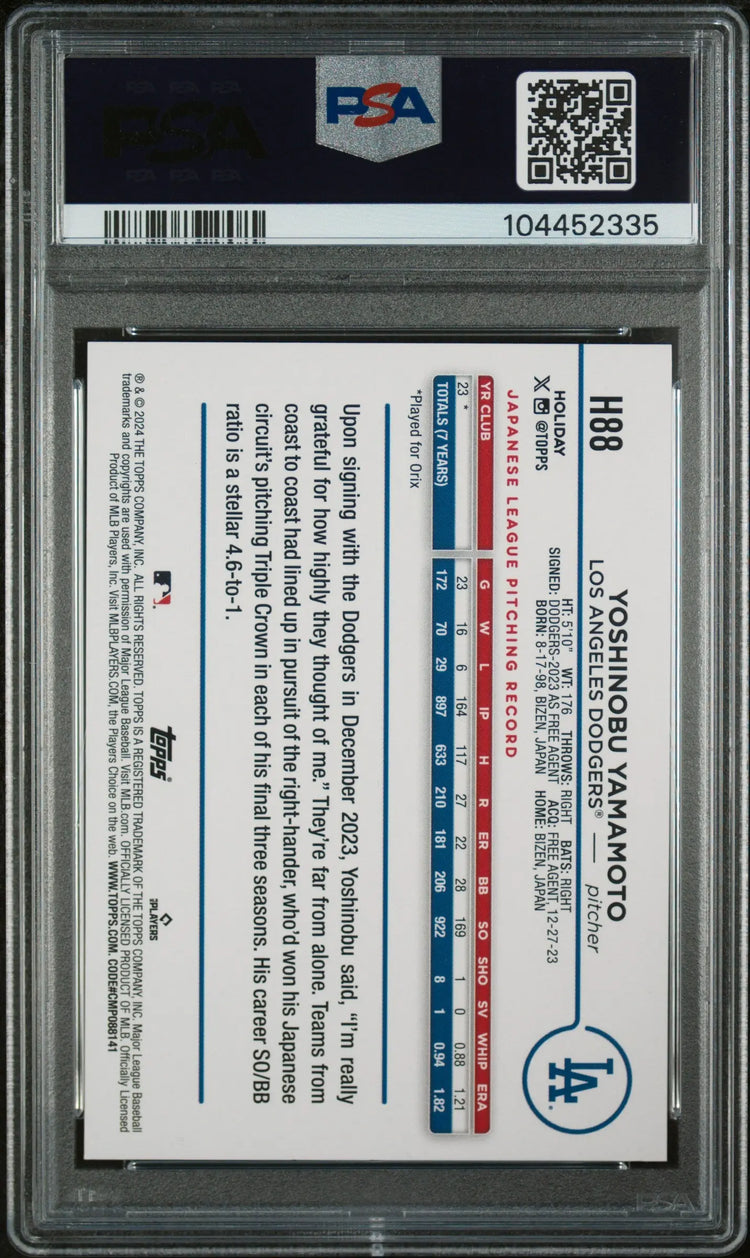 PSA PSA PSA
PSA
PSA PSA PSA
PSA
104452335
H88
YOSHINOBU YAMAMOTO
LOS ANGELES DODGERS® — pitcher
HOLIDAY
@TOPPS
HT: 5'10" WT: 176 THROWS: RIGHT BATS: RIGHT
SIGNED: DODGERS-2023 AS FREE AGENT ACQ: FREE AGENT, 12-27-23
BORN: 8-17-98, BIZEN, JAPAN HOME: BIZEN, JAPAN
LA
JAPANESE LEAGUE PITCHING RECORD
YR CLUB G W L IP H R ER BB SO SHO SV WHIP ERA
23 * 23 16 6 164 117 27 22 28 169 1 0 0.88 1.21
TOTALS (7 YEARS) 172 70 29 897 633 210 181 206 922 8 1 0.94 1.82
*Played for Orix
Upon signing with the Dodgers in December 2023, Yoshinobu said, "I'm really
grateful for how highly they thought of me." They're far from alone. Teams from
coast to coast had lined up in pursuit of the right-hander, who'd won his Japanese
circuit's pitching Triple Crown in each of his final three seasons. His career SO/BB
ratio is a stellar 4.6-to-1.
topps®
PLAYERS
® & © 2024 THE TOPPS COMPANY, INC. ALL RIGHTS RESERVED. TOPPS IS A REGISTERED TRADEMARK OF THE TOPPS COMPANY, INC. Major League Baseball
trademarks and copyrights are used with permission of Major League Baseball. Visit MLB.com. OFFICIALLY LICENSED PRODUCT OF MLB. Officially Licensed
Product of MLB Players, Inc. Visit MLBPLAYERS.COM, the Players Choice on the web. WWW.TOPPS.COM. CODE#CMP088141
PSA